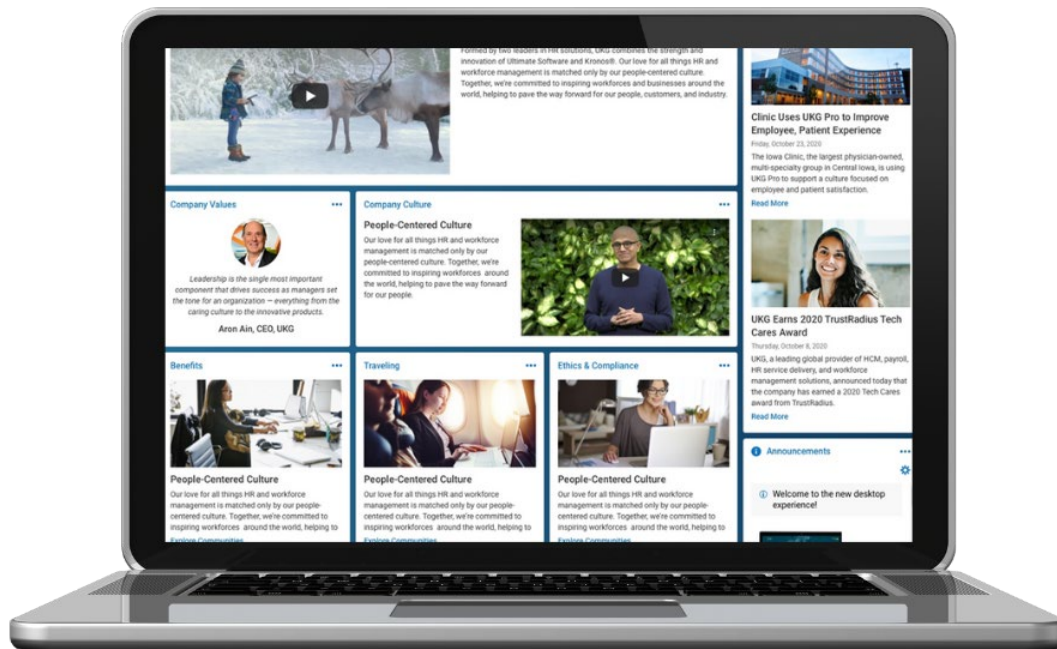 Formed by two leaders in HR solutions, UKG combines the strength and
innovation of Ultimate Software and Kronos®. Our love for all things HR and
workforce management is matched only by our people-centered culture.
Together, we're committed to inspiring workforces and businesses around the
world, helping to pave the way forward for our people, customers, and industry.
Clinic Uses UKG Pro to Improve
Employee, Patient Experience
Friday, October 23, 2020
The Iowa Clinic, the largest physician-owned,
multi-specialty group in Central Iowa, is using
UKG Pro to support a culture focused on
employee and patient satisfaction.
Read More
Company Values
Leadership is the single most important
component that drives success as managers set
the tone for an organization — everything from the
caring culture to the innovative products.
Aron Ain, CEO, UKG
Company Culture
People-Centered Culture
Our love for all things HR and workforce
management is matched only by our
people-centered culture. Together, we're
committed to inspiring workforces around
the world, helping to pave the way forward
for our people.
UKG Earns 2020 TrustRadius Tech
Cares Award
Thursday, October 8, 2020
UKG, a leading global provider of HCM, payroll,
HR service delivery, and workforce
management solutions, announced today that
the company has earned a 2020 Tech Cares
award from TrustRadius.
Read More
Benefits
People-Centered Culture
Our love for all things HR and workforce
management is matched only by our people-
centered culture. Together, we're committed to
inspiring workforces around the world, helping to
Explore Communities
Traveling
People-Centered Culture
Our love for all things HR and workforce
management is matched only by our people-
centered culture. Together, we're committed to
inspiring workforces around the world, helping to
Explore Communities
Ethics & Compliance
People-Centered Culture
Our love for all things HR and workforce
management is matched only by our people-
centered culture. Together, we're committed to
inspiring workforces around the world, helping to
Explore Communities
Announcements
Welcome to the new desktop
experience!